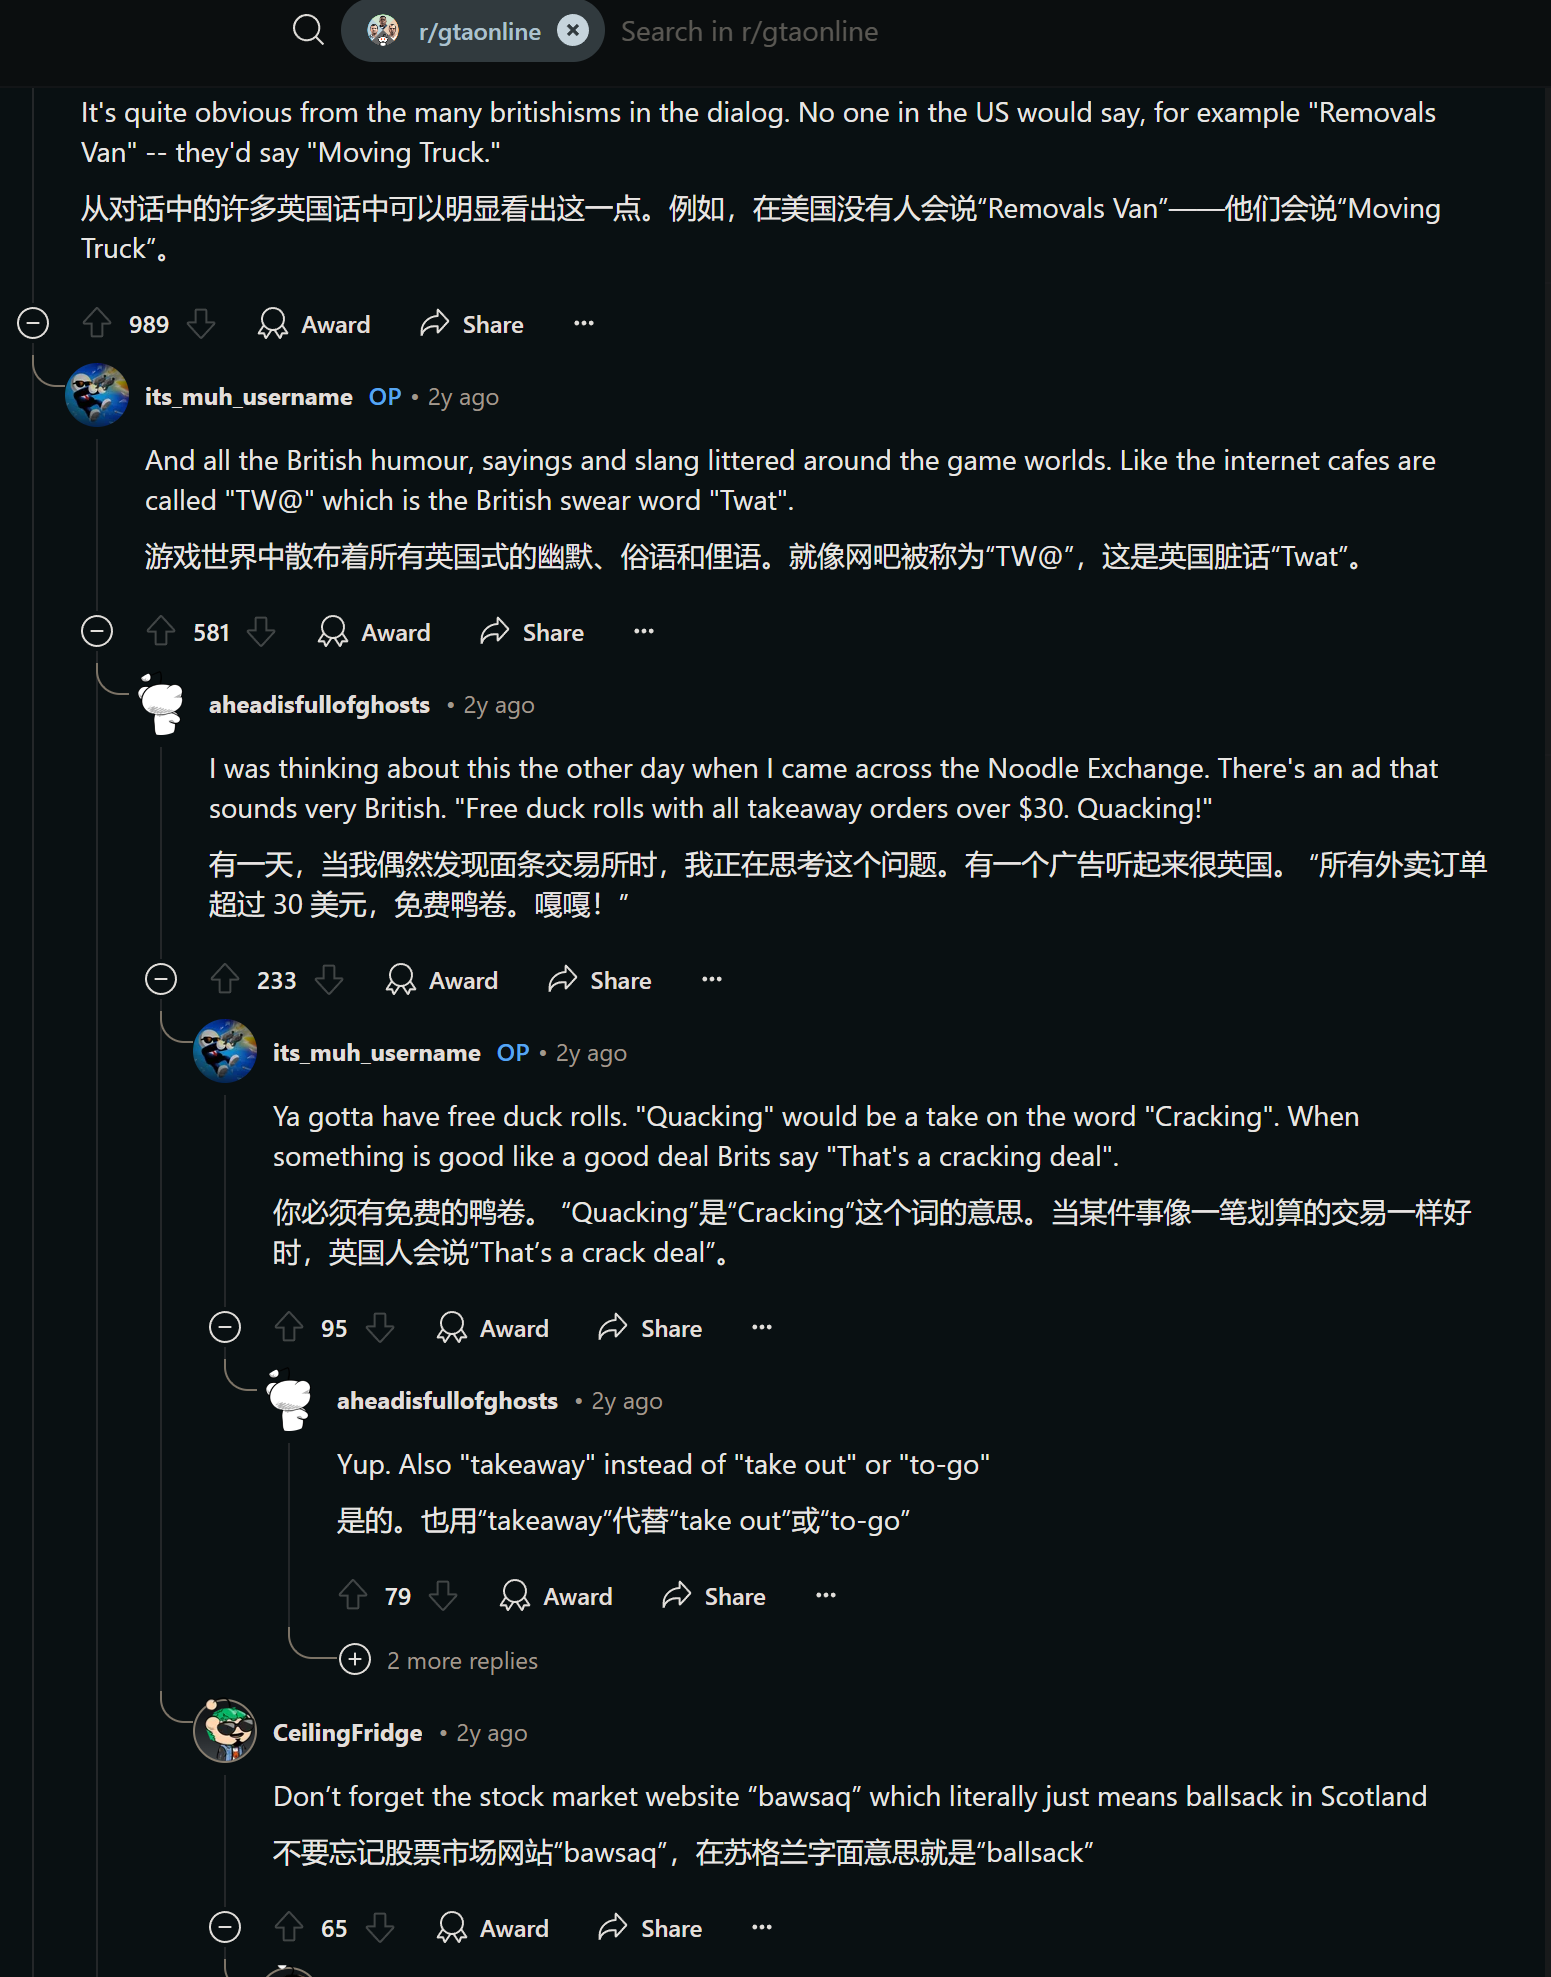 r/gtaonline
Search in r/gtaonline
It's quite obvious from the many britishisms in the dialog. No one in the US would say, for example "Removals
Van" -- they'd say "Moving Truck."
从对话中的许多英国话中可以明显看出这一点。例如，在美国没有人会说“Removals Van”——他们会说“Moving
Truck”。
989 Award Share
its_muh_username OP • 2y ago
And all the British humour, sayings and slang littered around the game worlds. Like the internet cafes are
called "TW@" which is the British swear word "Twat".
游戏世界中散布着所有英国式的幽默、俗语和俚语。就像网吧被称为“TW@”，这是英国脏话“Twat”。
581 Award Share
aheadisfullofghosts • 2y ago
I was thinking about this the other day when I came across the Noodle Exchange. There's an ad that
sounds very British. "Free duck rolls with all takeaway orders over $30. Quacking!"
有一天，当我偶然发现面条交易所时，我正在思考这个问题。有一个广告听起来很英国。 “所有外卖订单
超过 30 美元，免费鸭卷。嘎嘎！”
233 Award Share
its_muh_username OP • 2y ago
Ya gotta have free duck rolls. "Quacking" would be a take on the word "Cracking". When
something is good like a good deal Brits say "That's a cracking deal".
你必须有免费的鸭卷。 “Quacking”是“Cracking”这个词的意思。当某件事像一笔划算的交易一样好
时，英国人会说“That’s a crack deal”。
95 Award Share
aheadisfullofghosts • 2y ago
Yup. Also "takeaway" instead of "take out" or "to-go"
是的。也用“takeaway”代替“take out”或“to-go”
79 Award Share
2 more replies
CeilingFridge • 2y ago
Don’t forget the stock market website “bawsaq” which literally just means ballsack in Scotland
不要忘记股票市场网站“bawsaq”，在苏格兰字面意思就是“ballsack”
65 Award Share